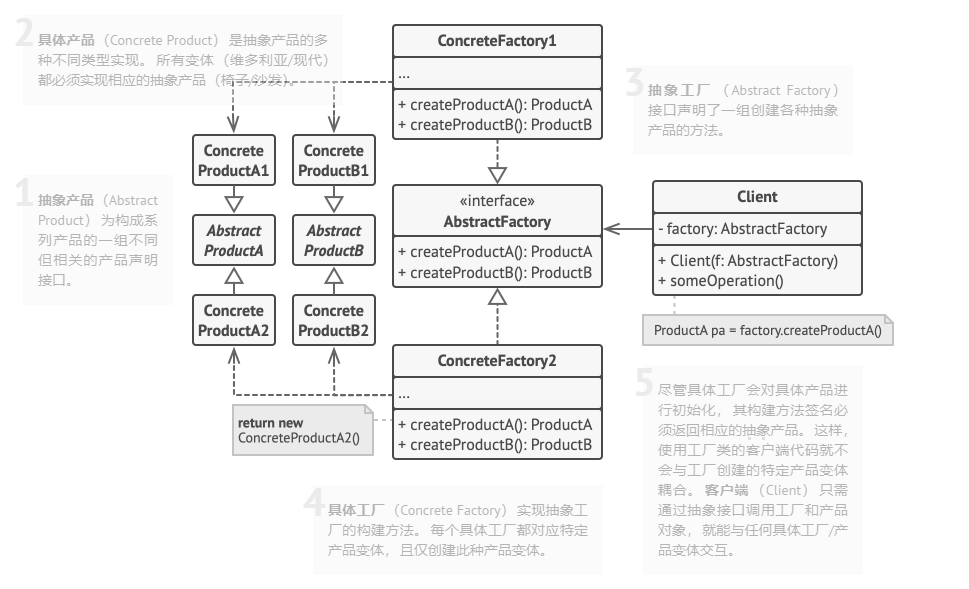 2
具体产品 （Concrete Product） 是抽象产品的多
种不同类型实现。 所有变体 （维多利亚/现代）
都必须实现相应的抽象产品 （椅子/沙发）。
ConcreteFactory1
...
+ createProductA(): ProductA
+ createProductB(): ProductB
3
抽象工厂 （Abstract Factory）
接口声明了一组创建各种抽象
产品的方法。
Concrete
ProductA1
Concrete
ProductB1
1
抽象产品 （Abstract
Product） 为构成系
列产品的一组不同
但相关的产品声明
接口。
Abstract
ProductA
Abstract
ProductB
«interface»
AbstractFactory
+ createProductA(): ProductA
+ createProductB(): ProductB
Client
- factory: AbstractFactory
+ Client(f: AbstractFactory)
+ someOperation()
ProductA pa = factory.createProductA()
Concrete
ProductA2
Concrete
ProductB2
ConcreteFactory2
...
+ createProductA(): ProductA
+ createProductB(): ProductB
return new
ConcreteProductA2()
4
具体工厂 （Concrete Factory） 实现抽象工
厂的构建方法。 每个具体工厂都对应特定
产品变体， 且仅创建此种产品变体。
5
尽管具体工厂会对具体产品进
行初始化， 其构建方法签名必
须返回相应的抽象产品。 这样，
使用工厂类的客户端代码就不
会与工厂创建的特定产品变体
耦合。 客户端 （Client） 只需
通过抽象接口调用工厂和产品
对象， 就能与任何具体工厂/产
品变体交互。